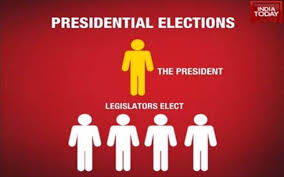 PRESIDENTIAL ELECTIONS
INDIA
TODAY
THE PRESIDENT
LEGISLATORS ELECT